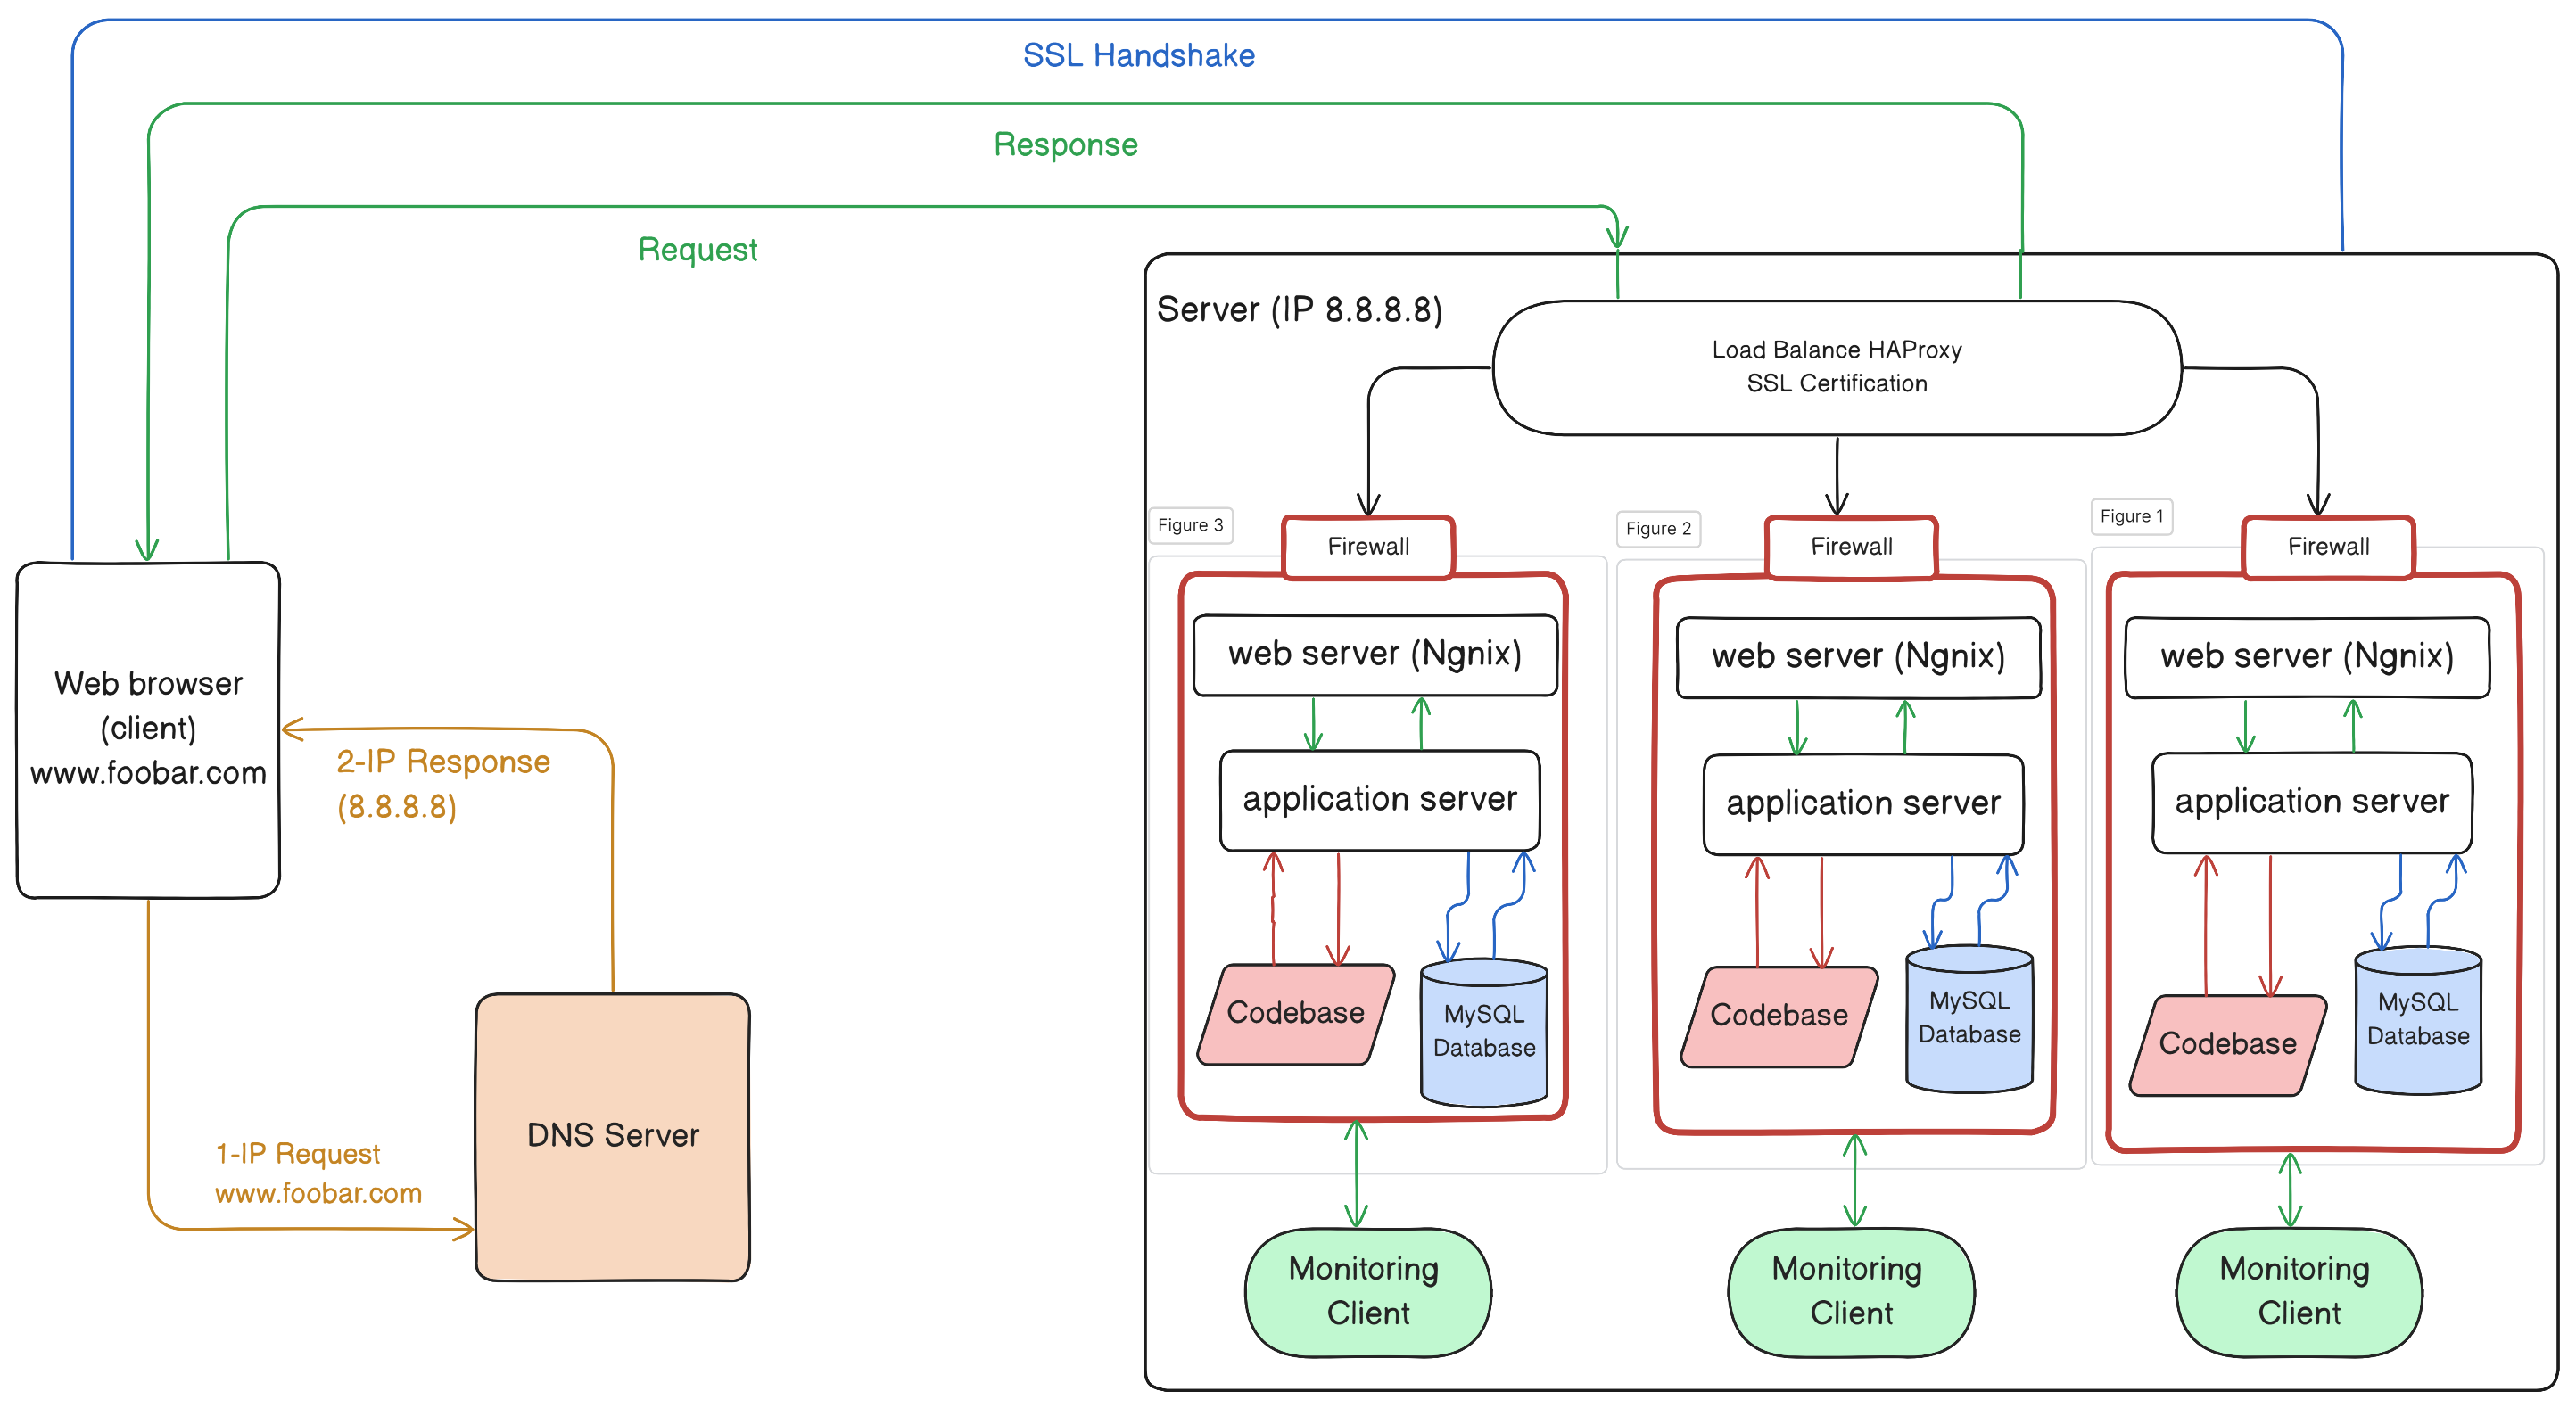 SSL Handshake
Response
Request
Server (IP 8.8.8.8)
Load Balance HAProxy
SSL Certification
Figure 3
Firewall
Figure 2
Firewall
Figure 1
Firewall
web server (Ngnix)
web server (Ngnix)
web server (Ngnix)
Web browser
(client)
www.foobar.com
2-IP Response
(8.8.8.8)
application server
application server
application server
Codebase
MySQL
Database
Codebase
MySQL
Database
Codebase
MySQL
Database
DNS Server
1-IP Request
www.foobar.com
Monitoring
Client
Monitoring
Client
Monitoring
Client